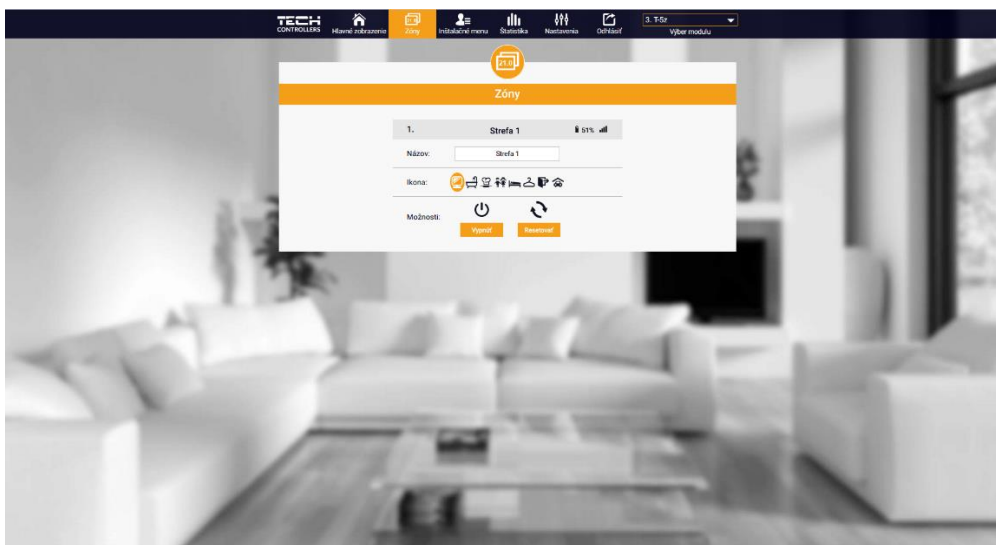 TECH
CONTROLLERS
Hlavné zobrazenie
Zóny
Inštalačné menu
Štatistika
Nastavenia
Odhlásiť
3. T-5z
Výber modulu
21.0
Zóny
1. Strefa 1 51%
Názov: Strefa 1
Ikona:
Možnosti:
Vypnúť Resetovať